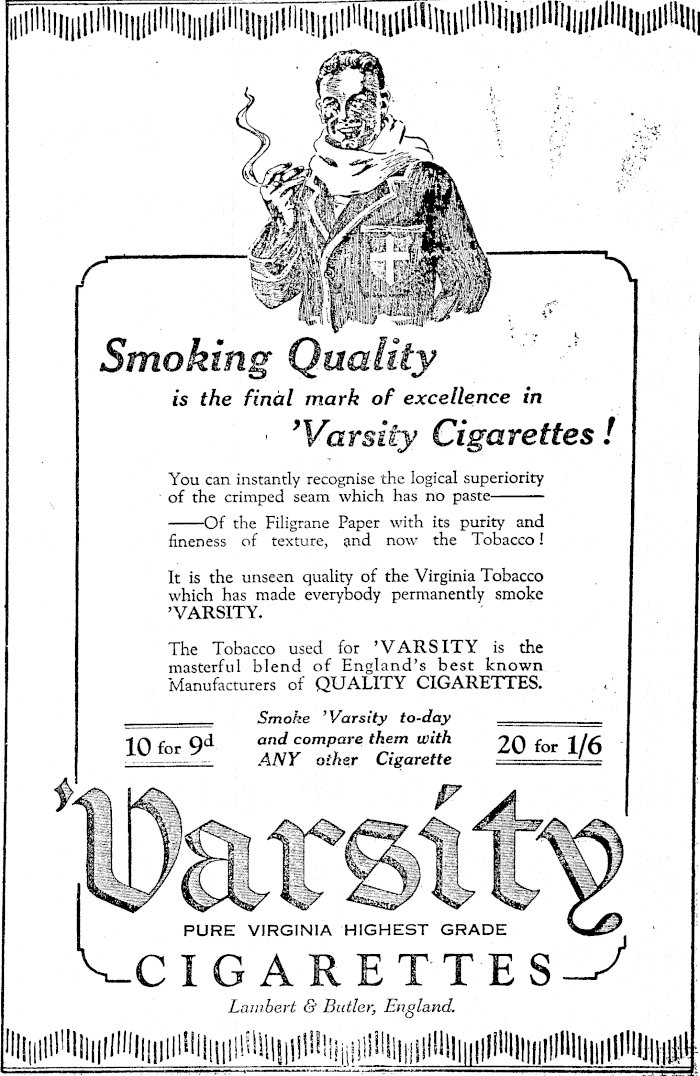 Smoking Quality
is the final mark of excellence in
'Varsity Cigarettes!
You can instantly recognise the logical superiority
of the crimped seam which has no paste——
——Of the Filigrane Paper with its purity and
fineness of texture, and now the Tobacco!
It is the unseen quality of the Virginia Tobacco
which has made everybody permanently smoke
'VARSITY.
The Tobacco used for 'VARSITY is the
masterful blend of England's best known
Manufacturers of QUALITY CIGARETTES.
10 for 9d
Smoke 'Varsity to-day
and compare them with
ANY other Cigarette
20 for 1/6
'Varsity
PURE VIRGINIA HIGHEST GRADE
CIGARETTES
Lambert & Butler, England.